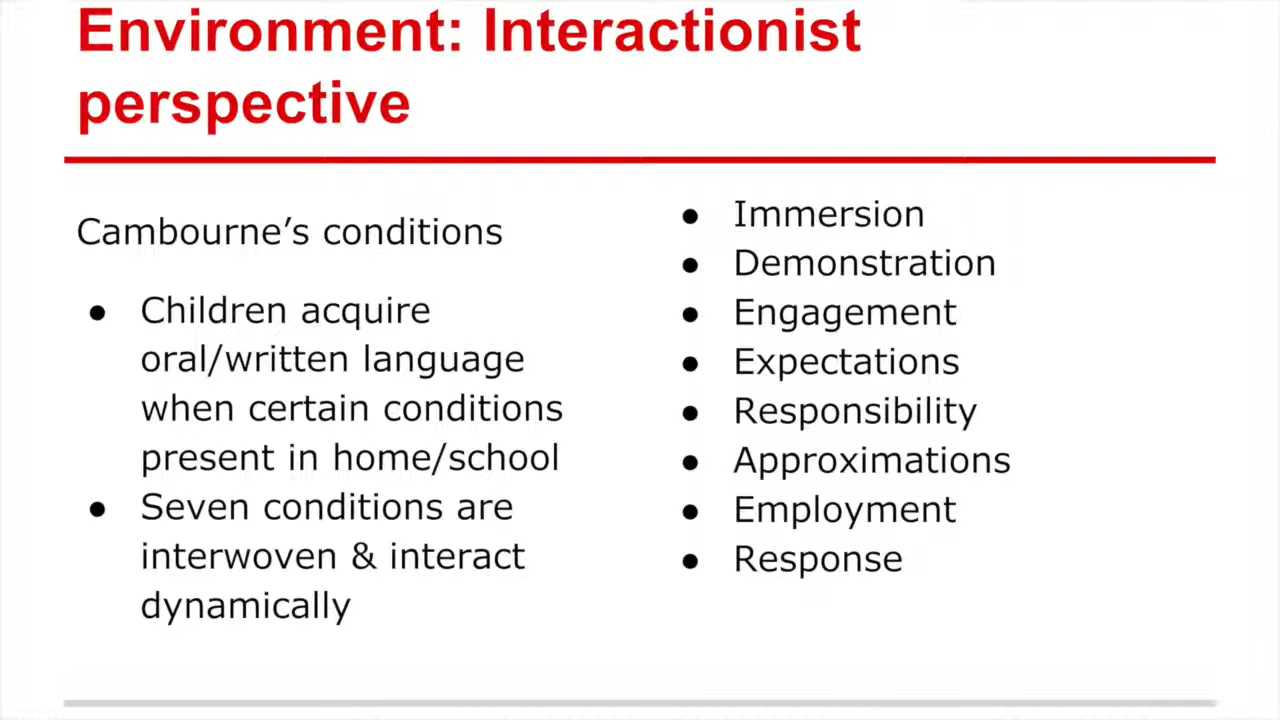 Environment: Interactionist
perspective
Cambourne’s conditions
● Children acquire
oral/written language
when certain conditions
present in home/school
● Seven conditions are
interwoven & interact
dynamically
● Immersion
● Demonstration
● Engagement
● Expectations
● Responsibility
● Approximations
● Employment
● Response